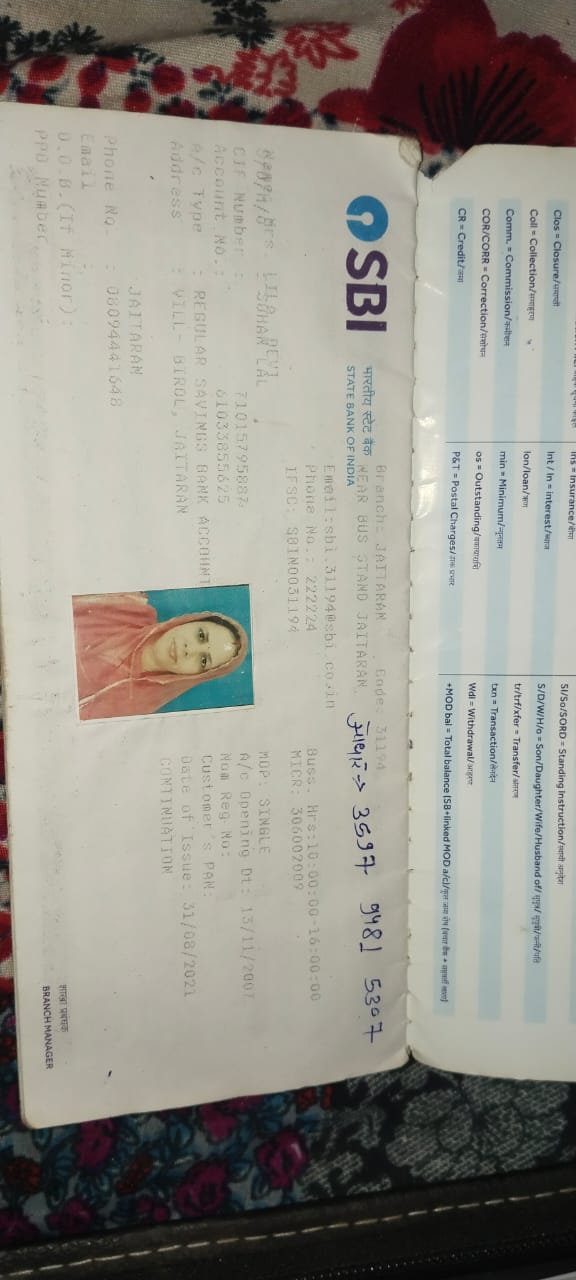 Clos = Closure/समाप्ति
Coll = Collection/समाहरण
Comm. = Commission/कमीशन
COR/CORR = Correction/संशोधन
CR = Credit/जमा
Ins = Insurance/बीमा
Int / In = interest/ब्याज
lon/loan/ऋण
min = Minimum/न्यूनतम
os = Outstanding/बकाया राशि
P&T = Postal Charges/डाक प्रभार
SI/So/SORD = Standing Instruction/स्थायी अनुदेश
S/D/W/H/o = Son/Daughter/Wife/Husband of/ सुपुत्र/ सुपुत्री/पत्नी/पति
tr/trf/xfer = Transfer/अंतरण
txn = Transaction/लेनदेन
Wdl = Withdrawal/आहरण
+MOD bal = Total balance (SB+linked MOD a/c)/कुल जमा शेष
आधार → 3597 9481 5307
SBI
भारतीय स्टेट बैंक
STATE BANK OF INDIA
Branch: JAITARAN Code: 31194
NEAR BUS STAND JAITARAN
Email:sbi.31194@sbi.co.in
Phone No.: 222224 Buss. Hrs:10:00:00-16:00:00
IFSC: SBIN0031194 MICR: 306002009
Mrs. LILA DEVI
SOHAN LAL MOP: SINGLE
CIF Number : 71015795887 A/c Opening Dt: 13/11/2007
Account No. : 61033855625 Nom Reg No:
A/c Type : REGULAR SAVINGS BANK ACCOUNT Customer's PAN:
Address : VILL- BIROL, JAITARAN Date of Issue: 31/08/2021
CONTINUATION
JAITARAN
Phone No. : 08094441648
Email :
D.O.B.(If Minor):
PPO Number :
शाखा प्रबंधक
BRANCH MANAGER